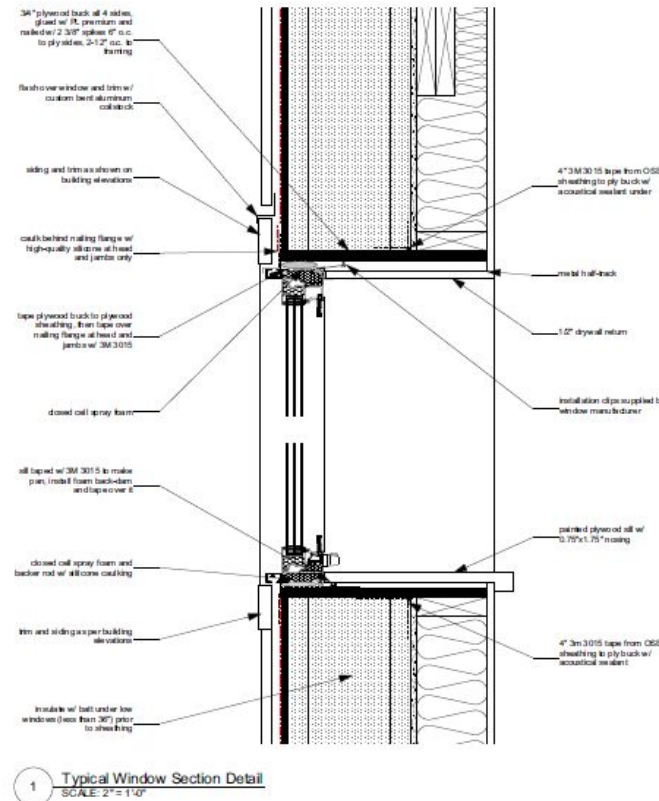 3/4" plywood buck all 4 sides,
glued w/ PL premium and
nailed w/ 2 3/8" spikes 6" o.c.
to ply sides, 2-12" o.c. to
framing
flash over window and trim w/
custom bent aluminum
coil stock
siding and trim as shown on
building elevations
caulk behind nailing flange w/
high-quality silicone at head
and jambs only
tape plywood buck to plywood
sheathing, then tape over
nailing flange at head and
jambs w/ 3M 3015
closed cell spray foam
sill taped w/ 3M 3015 to make
pan, install foam back-dam
and tape over it
closed cell spray foam and
backer rod w/ silicone caulking
trim and siding as per building
elevations
insulate w/ batt under low
windows (less than 36") prior
to sheathing
4" 3M 3015 tape from OSB
sheathing to ply buck w/
acoustical sealant under
metal half-track
1/2" drywall return
installation clips supplied b
window manufacturer
painted plywood sill w/
0.75"x1.75" nosing
4" 3m 3015 tape from OSB
sheathing to ply buck w/
acoustical sealant
1 Typical Window Section Detail
SCALE: 2" = 1'-0"